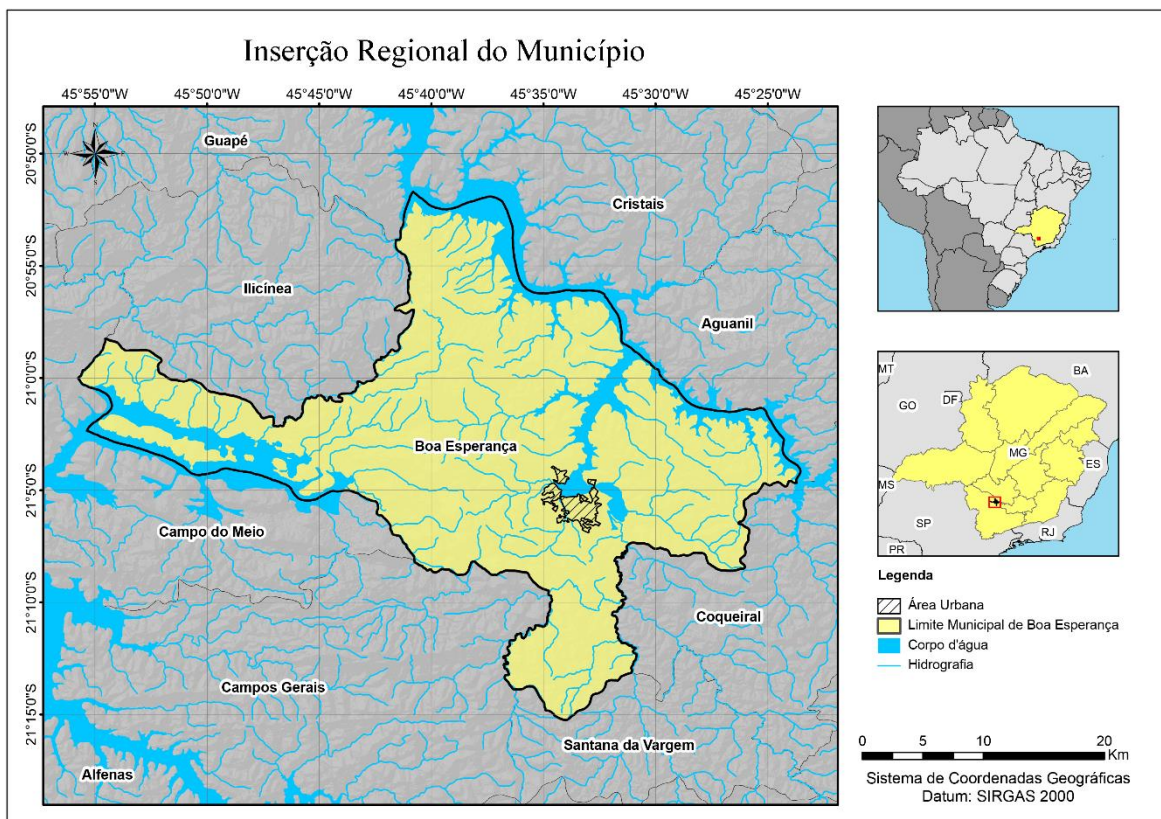 Inserção Regional do Município
45°55'0"W 45°50'0"W 45°45'0"W 45°40'0"W 45°35'0"W 45°30'0"W 45°25'0"W
20°50'0"S
20°55'0"S
21°0'0"S
21°5'0"S
21°10'0"S
21°15'0"S
N
Guapé
Cristais
Ilicínea
Aguanil
Boa Esperança
Campo do Meio
Coqueiral
Campos Gerais
Santana da Vargem
Alfenas
MT
BA
GO
DF
MG
ES
MS
SP
RJ
PR
Legenda
Área Urbana
Limite Municipal de Boa Esperança
Corpo d'água
Hidrografia
0 5 10 20
Km
Sistema de Coordenadas Geográficas
Datum: SIRGAS 2000